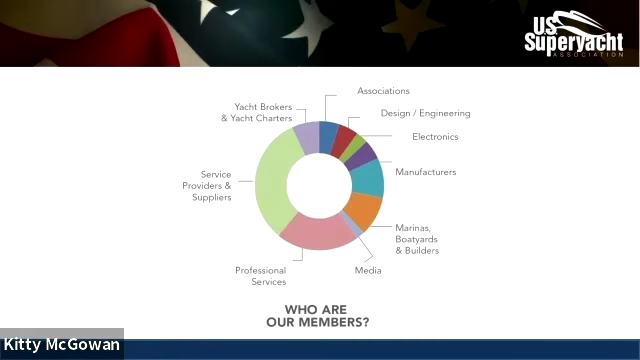 U.S.
Superyacht
ASSOCIATION
Associations
Yacht Brokers
& Yacht Charters
Design / Engineering
Electronics
Service
Providers &
Suppliers
Manufacturers
Marinas,
Boatyards
& Builders
Professional
Services
Media
WHO ARE
OUR MEMBERS?
Kitty McGowan